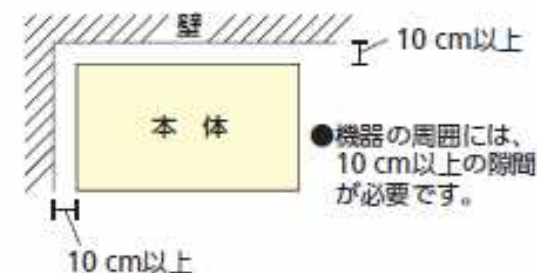 壁
10 cm以上
本 体
●機器の周囲には、
10 cm以上の隙間
が必要です。
10 cm以上